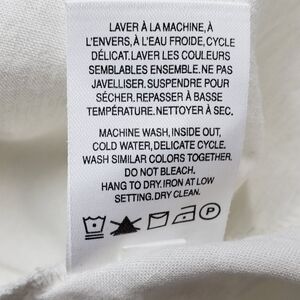 LAVER À LA MACHINE, À
L'ENVERS, À L'EAU FROIDE, CYCLE
DÉLICAT. LAVER LES COULEURS
SEMBLABLES ENSEMBLE. NE PAS
JAVELLISER. SUSPENDRE POUR
SÉCHER. REPASSER À BASSE
TEMPÉRATURE. NETTOYER À SEC.
MACHINE WASH, INSIDE OUT,
COLD WATER, DELICATE CYCLE.
WASH SIMILAR COLORS TOGETHER.
DO NOT BLEACH.
HANG TO DRY. IRON AT LOW
SETTING. DRY CLEAN.
P